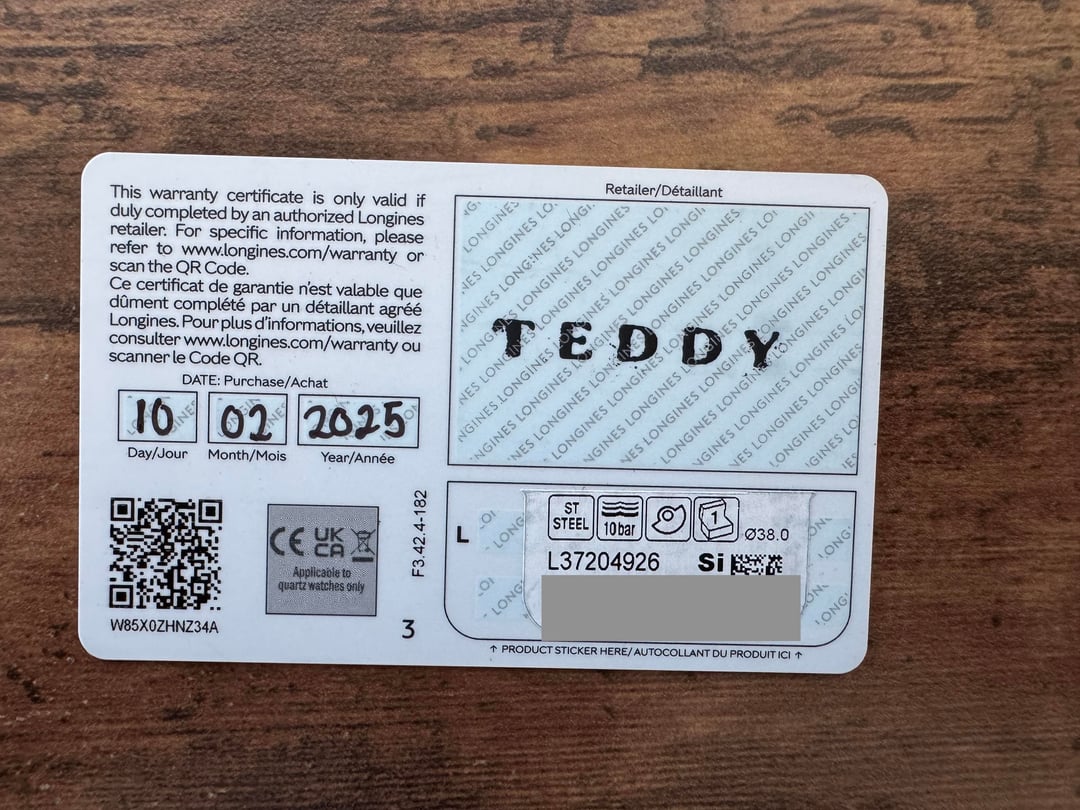 This warranty certificate is only valid if
duly completed by an authorized Longines
retailer. For specific information, please
refer to www.longines.com/warranty or
scan the QR Code.
Ce certificat de garantie n'est valable que
dûment complété par un détaillant agréé
Longines. Pour plus d'informations, veuillez
consulter www.longines.com/warranty ou
scanner le Code QR.
DATE: Purchase/Achat
10 02 2025
Day/Jour Month/Mois Year/Année
W85X0ZHNZ34A
CE UK CA
Applicable to
quartz watches only
F3.42.4-182
3
Retailer/Détaillant
LONGINES
TEDDY
L
ST
STEEL
10 bar
1
Ø38.0
L37204926 Si
↑ PRODUCT STICKER HERE/ AUTOCOLLANT DU PRODUIT ICI ↑